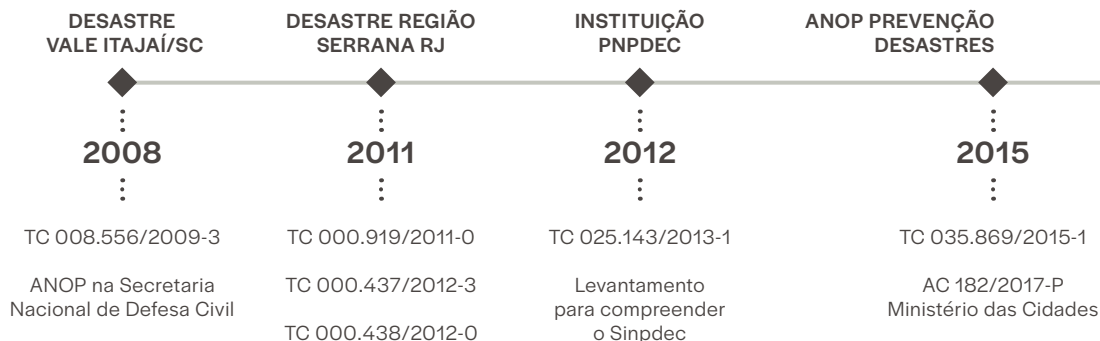 DESASTRE
VALE ITAJAÍ/SC
2008
TC 008.556/2009-3
ANOP na Secretaria
Nacional de Defesa Civil
DESASTRE REGIÃO
SERRANA RJ
2011
TC 000.919/2011-0
TC 000.437/2012-3
TC 000.438/2012-0
INSTITUIÇÃO
PNPDEC
2012
TC 025.143/2013-1
Levantamento
para compreender
o Sinpdec
ANOP PREVENÇÃO
DESASTRES
2015
TC 035.869/2015-1
AC 182/2017-P
Ministério das Cidades